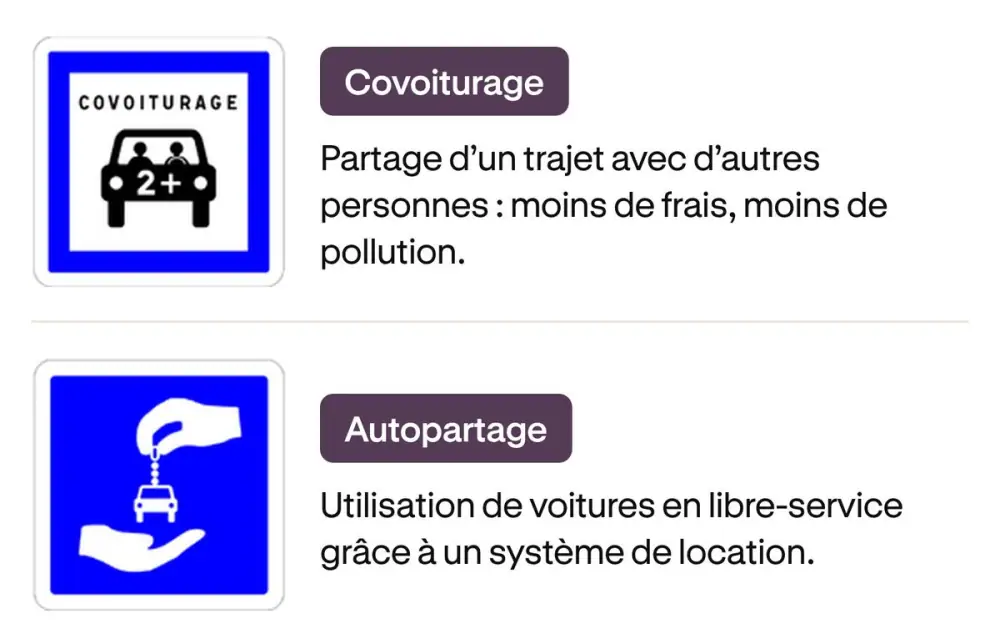 COVOITURAGE
2+
Covoiturage
Partage d’un trajet avec d’autres
personnes : moins de frais, moins de
pollution.
Autopartage
Utilisation de voitures en libre-service
grâce à un système de location.